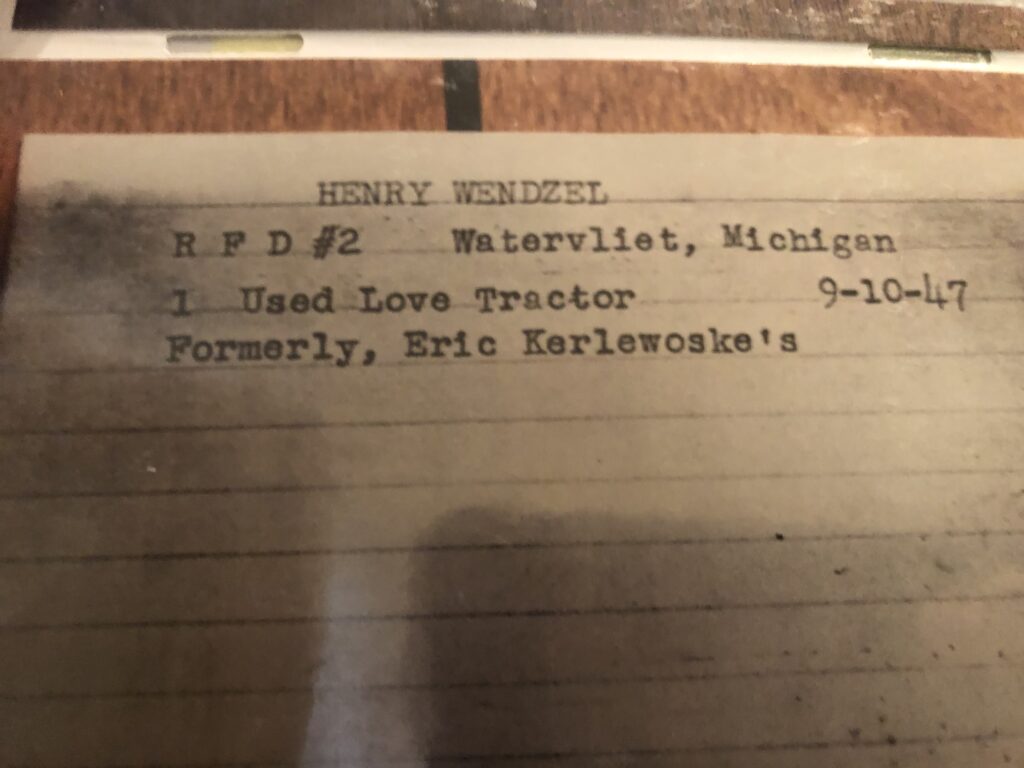 HENRY WENDZEL
R F D #2 Watervliet, Michigan
1 Used Love Tractor 9-10-47
Formerly, Eric Kerlewoske's